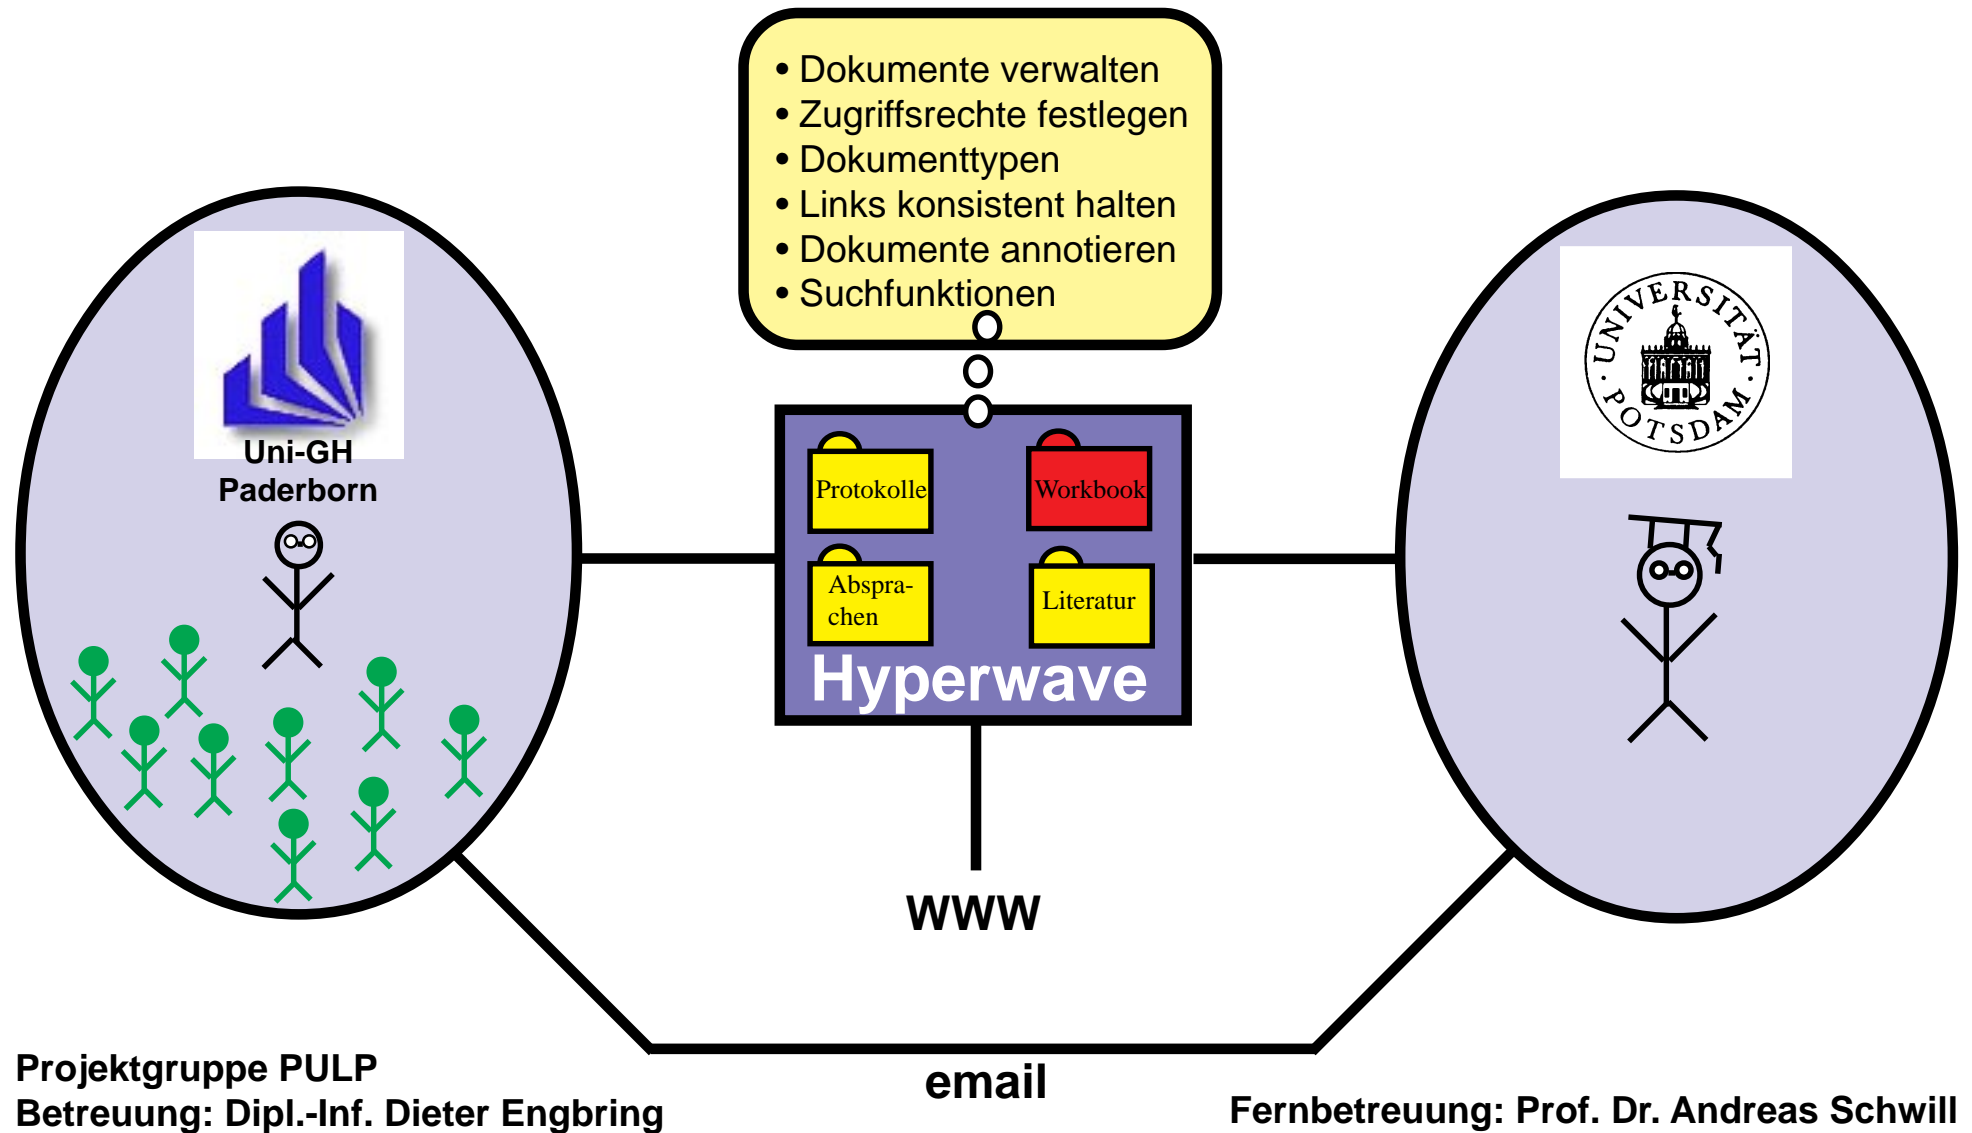 • Dokumente verwalten
• Zugriffsrechte festlegen
• Dokumenttypen
• Links konsistent halten
• Dokumente annotieren
• Suchfunktionen
Uni-GH
Paderborn
· UNIVERSITÄT ·
POTSDAM
Protokolle
Workbook
Abspra-
chen
Literatur
Hyperwave
WWW
email
Projektgruppe PULP
Betreuung: Dipl.-Inf. Dieter Engbring
Fernbetreuung: Prof. Dr. Andreas Schwill